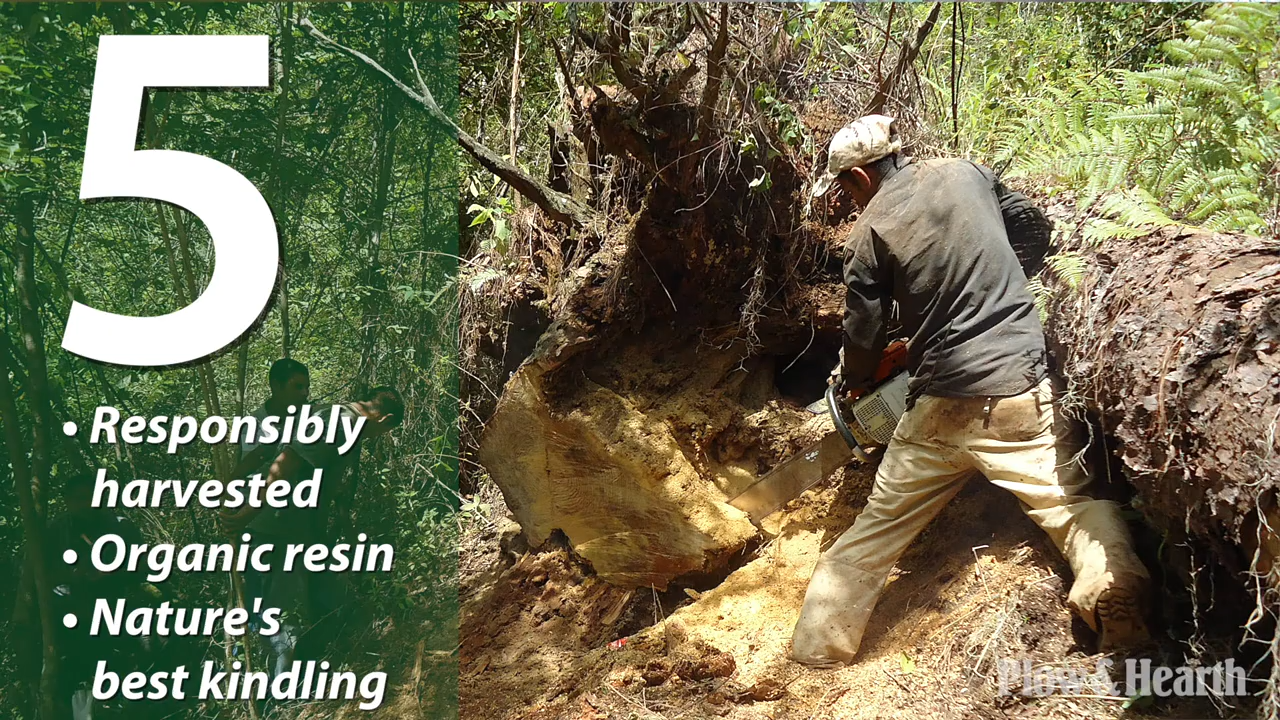 5
• Responsibly
harvested
• Organic resin
• Nature's
best kindling
Plow & Hearth